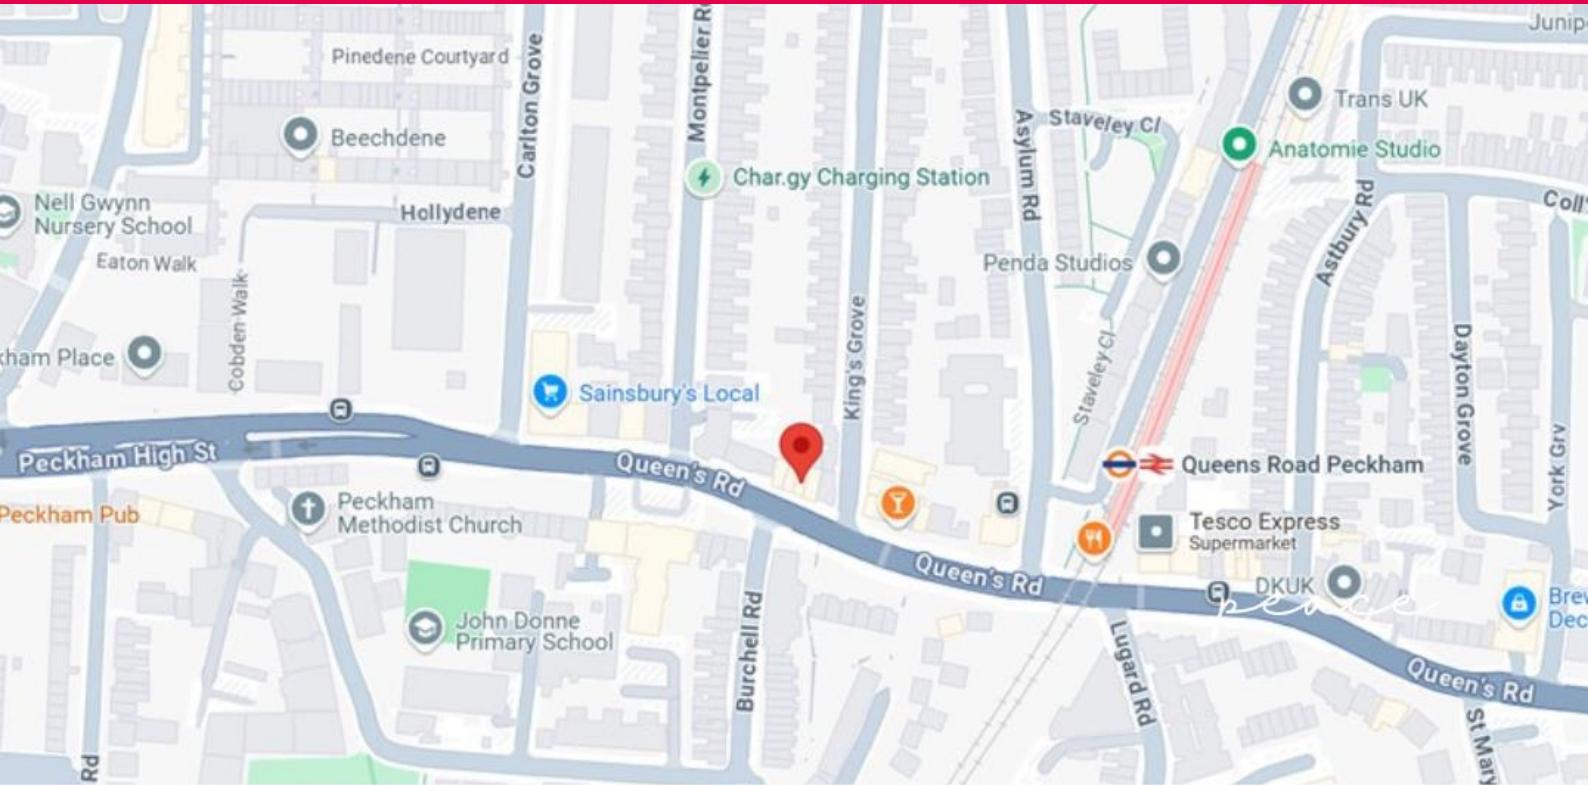 Junip
Pinedene Courtyard
Carlton Grove
Montpelier R
Trans UK
Beechdene
Asylum Rd
Staveley Cl
Anatomie Studio
Char.gy Charging Station
Nell Gwynn
Nursery School
Hollydene
Astbury Rd
Coll
Eaton Walk
Penda Studios
Cobden Walk
kham Place
King's Grove
Staveley Cl
Dayton Grove
Sainsbury's Local
Peckham High St
Queen's Rd
Queens Road Peckham
York Grv
Peckham Pub
Peckham
Methodist Church
Tesco Express
Supermarket
Queen's Rd
DKUK
peace
Brew
Dec
John Donne
Primary School
Burchell Rd
Lugard Rd
Queen's Rd
St Mary
Rd